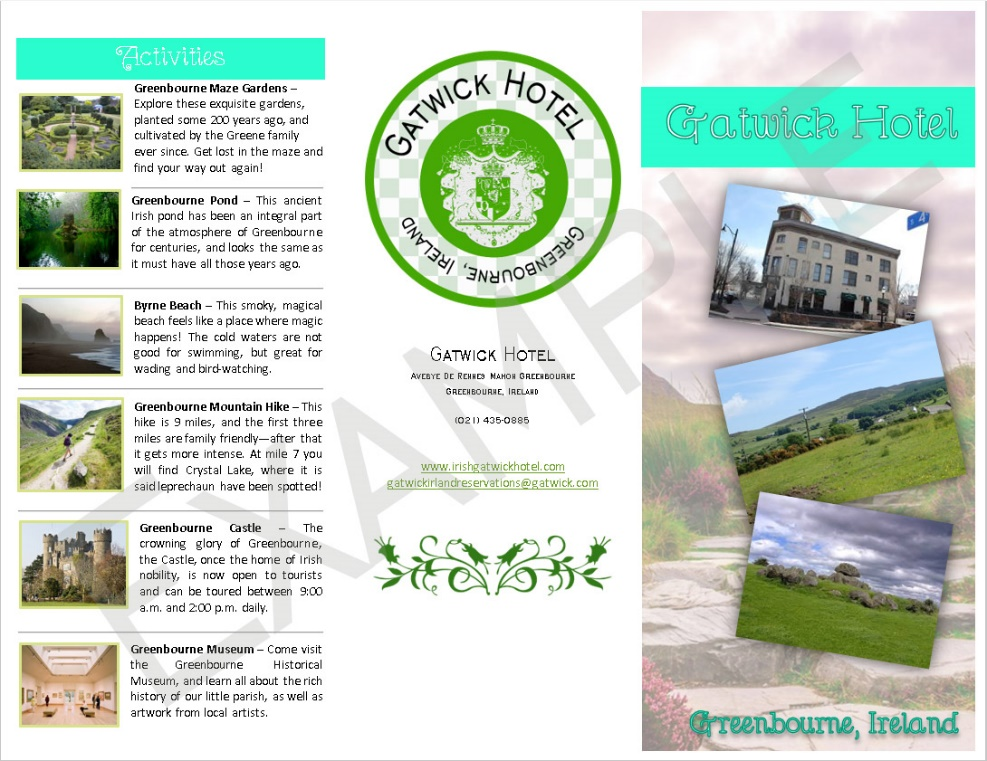 Activities
Greenbourne Maze Gardens –
Explore these exquisite gardens,
planted some 200 years ago, and
cultivated by the Greene family
ever since. Get lost in the maze and
find your way out again!
Greenbourne Pond – This ancient
Irish pond has been an integral part
of the atmosphere of Greenbourne
for centuries, and looks the same as
it must have all those years ago.
Byrne Beach – This smoky, magical
beach feels like a place where magic
happens! The cold waters are not
good for swimming, but great for
wading and bird-watching.
Greenbourne Mountain Hike – This
hike is 9 miles, and the first three
miles are family friendly—after that
it gets more intense. At mile 7 you
will find Crystal Lake, where it is
said leprechaun have been spotted!
Greenbourne Castle – The
crowning glory of Greenbourne,
the Castle, once the home of Irish
nobility, is now open to tourists
and can be toured between 9:00
a.m. and 2:00 p.m. daily.
Greenbourne Museum – Come visit
the Greenbourne Historical
Museum, and learn all about the rich
history of our little parish, as well as
artwork from local artists.
Gatwick Hotel
Greenbourne, Ireland
Gatwick Hotel
Avebye De Rennes Mahon Greenbourne
Greenbourne, Ireland
(021) 435-0885
www.irishgatwickhotel.com
gatwickirlandreservations@gatwick.com
Gatwick Hotel
4
Greenbourne, Ireland
EXAMPLE